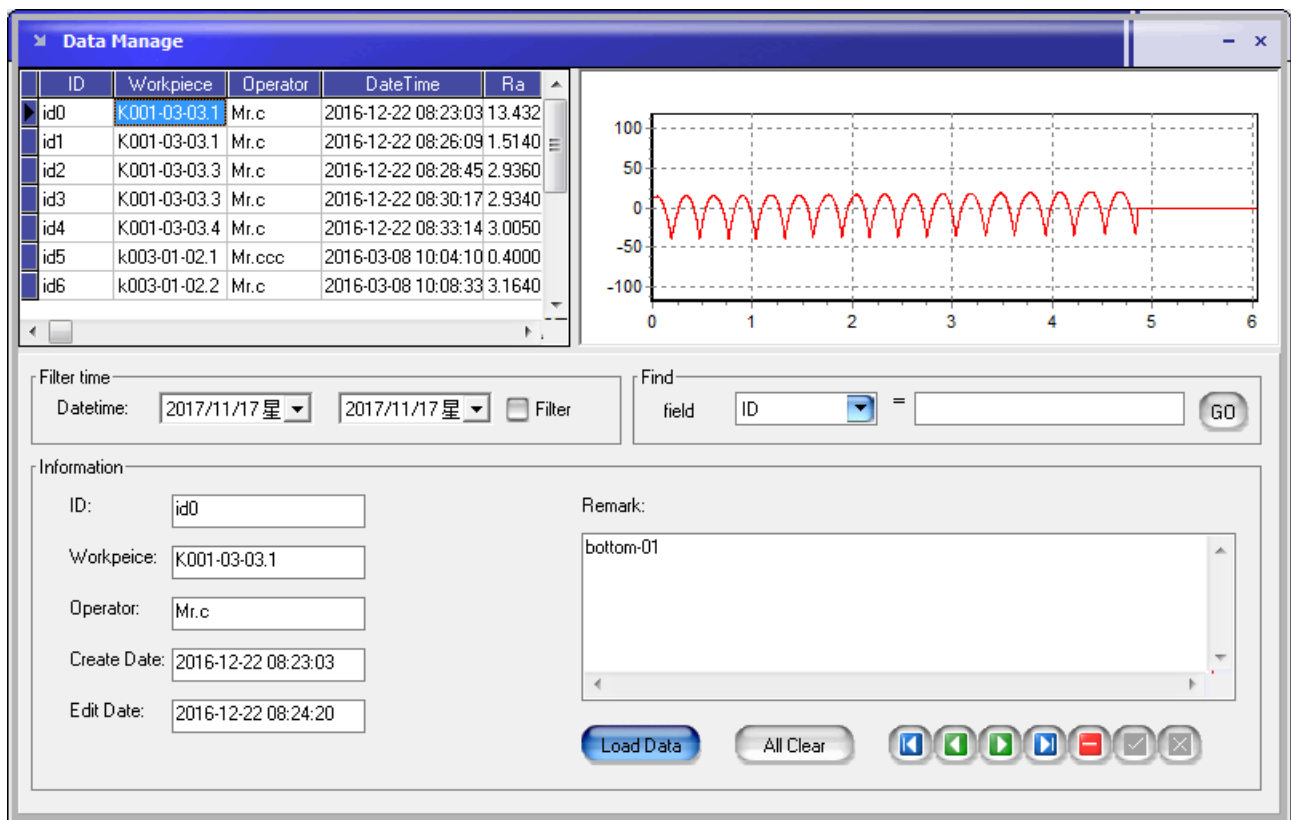 Data Manage
ID Workpiece Operator DateTime Ra
id0 K001-03-03.1 Mr.c 2016-12-22 08:23:03 13.432
id1 K001-03-03.1 Mr.c 2016-12-22 08:26:09 1.5140
id2 K001-03-03.3 Mr.c 2016-12-22 08:28:45 2.9360
id3 K001-03-03.3 Mr.c 2016-12-22 08:30:17 2.9340
id4 K001-03-03.4 Mr.c 2016-12-22 08:33:14 3.0050
id5 k003-01-02.1 Mr.ccc 2016-03-08 10:04:10 0.4000
id6 k003-01-02.2 Mr.c 2016-03-08 10:08:33 3.1640
100
50
0
-50
-100
0 1 2 3 4 5 6
Filter time
Datetime: 2017/11/17 星 2017/11/17 星 Filter
Find
field ID = GO
Information
ID: id0
Workpeice: K001-03-03.1
Operator: Mr.c
Create Date: 2016-12-22 08:23:03
Edit Date: 2016-12-22 08:24:20
Remark:
bottom-01
Load Data All Clear